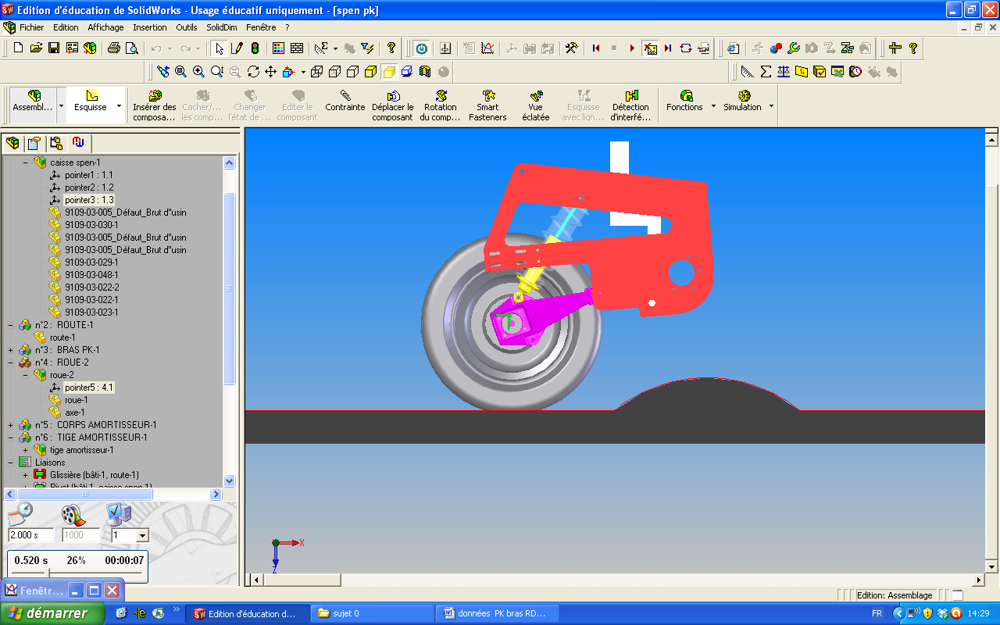 Edition d'éducation de SolidWorks - Usage éducatif uniquement - [spen pk]
Fichier Edition Affichage Insertion Outils SolidDim Fenêtre ?
Assembl... Esquisse Insérer des composa... Cacher/... les comp... Changer l'état de ... Editer le composant Contrainte Déplacer le composant Rotation du comp... Smart Fasteners Vue éclatée Esquisse avec lign... Détection d'interfé... Fonctions Simulation
caisse spen-1
pointer1 : 1.1
pointer2 : 1.2
pointer3 : 1.3
9109-03-005_Défaut_Brut d"usin
9109-03-030-1
9109-03-005_Défaut_Brut d"usin
9109-03-005_Défaut_Brut d"usin
9109-03-029-1
9109-03-048-1
9109-03-022-2
9109-03-022-1
9109-03-023-1
n°2 : ROUTE-1
route-1
n°3 : BRAS PK-1
n°4 : ROUE-2
roue-2
pointer5 : 4.1
roue-1
axe-1
n°5 : CORPS AMORTISSEUR-1
n°6 : TIGE AMORTISSEUR-1
tige amortisseur-1
Liaisons
Glissière (bâti-1, route-1)
Pivot (bâti-1, caisse spen-1)
2.000 s 1000 1
0.520 s 26% 00:00:07
X
Z
Fenêtr...
Edition: Assemblage
démarrer Edition d'éducation d... sujet 0 données PK bras RD... FR 14:29